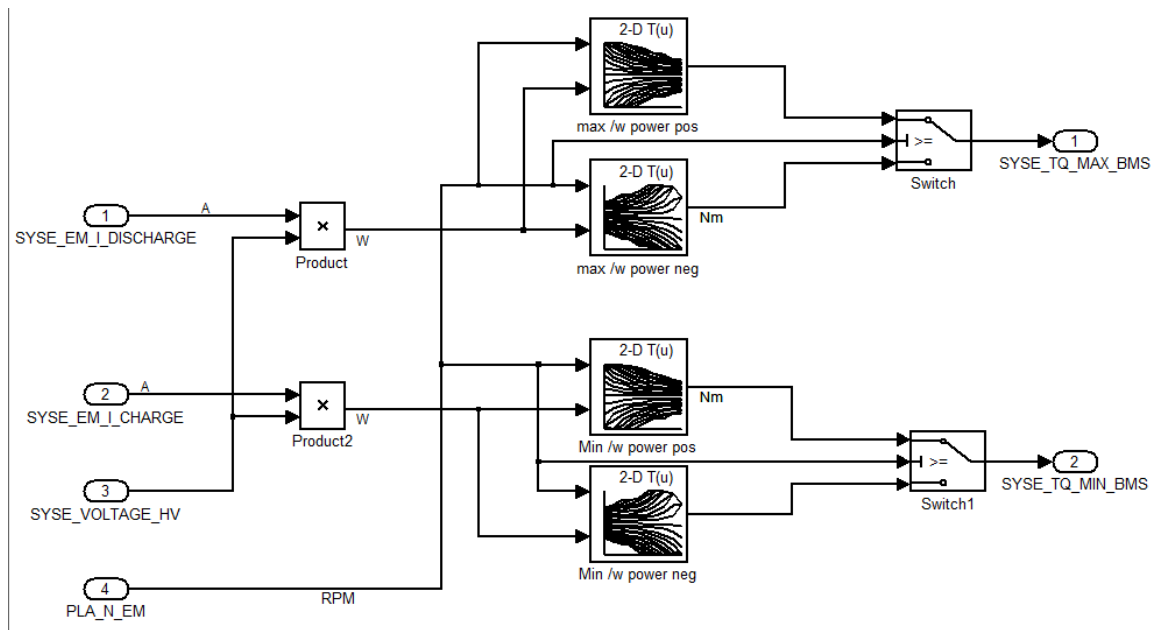 2-D T(u)
max /w power pos
>=
1
SYSE_TQ_MAX_BMS
Switch
2-D T(u)
Nm
max /w power neg
1
A
SYSE_EM_I_DISCHARGE
×
W
Product
2-D T(u)
Nm
Min /w power pos
2
A
SYSE_EM_I_CHARGE
×
W
Product2
>=
2
SYSE_TQ_MIN_BMS
Switch1
2-D T(u)
Min /w power neg
3
SYSE_VOLTAGE_HV
4
RPM
PLA_N_EM